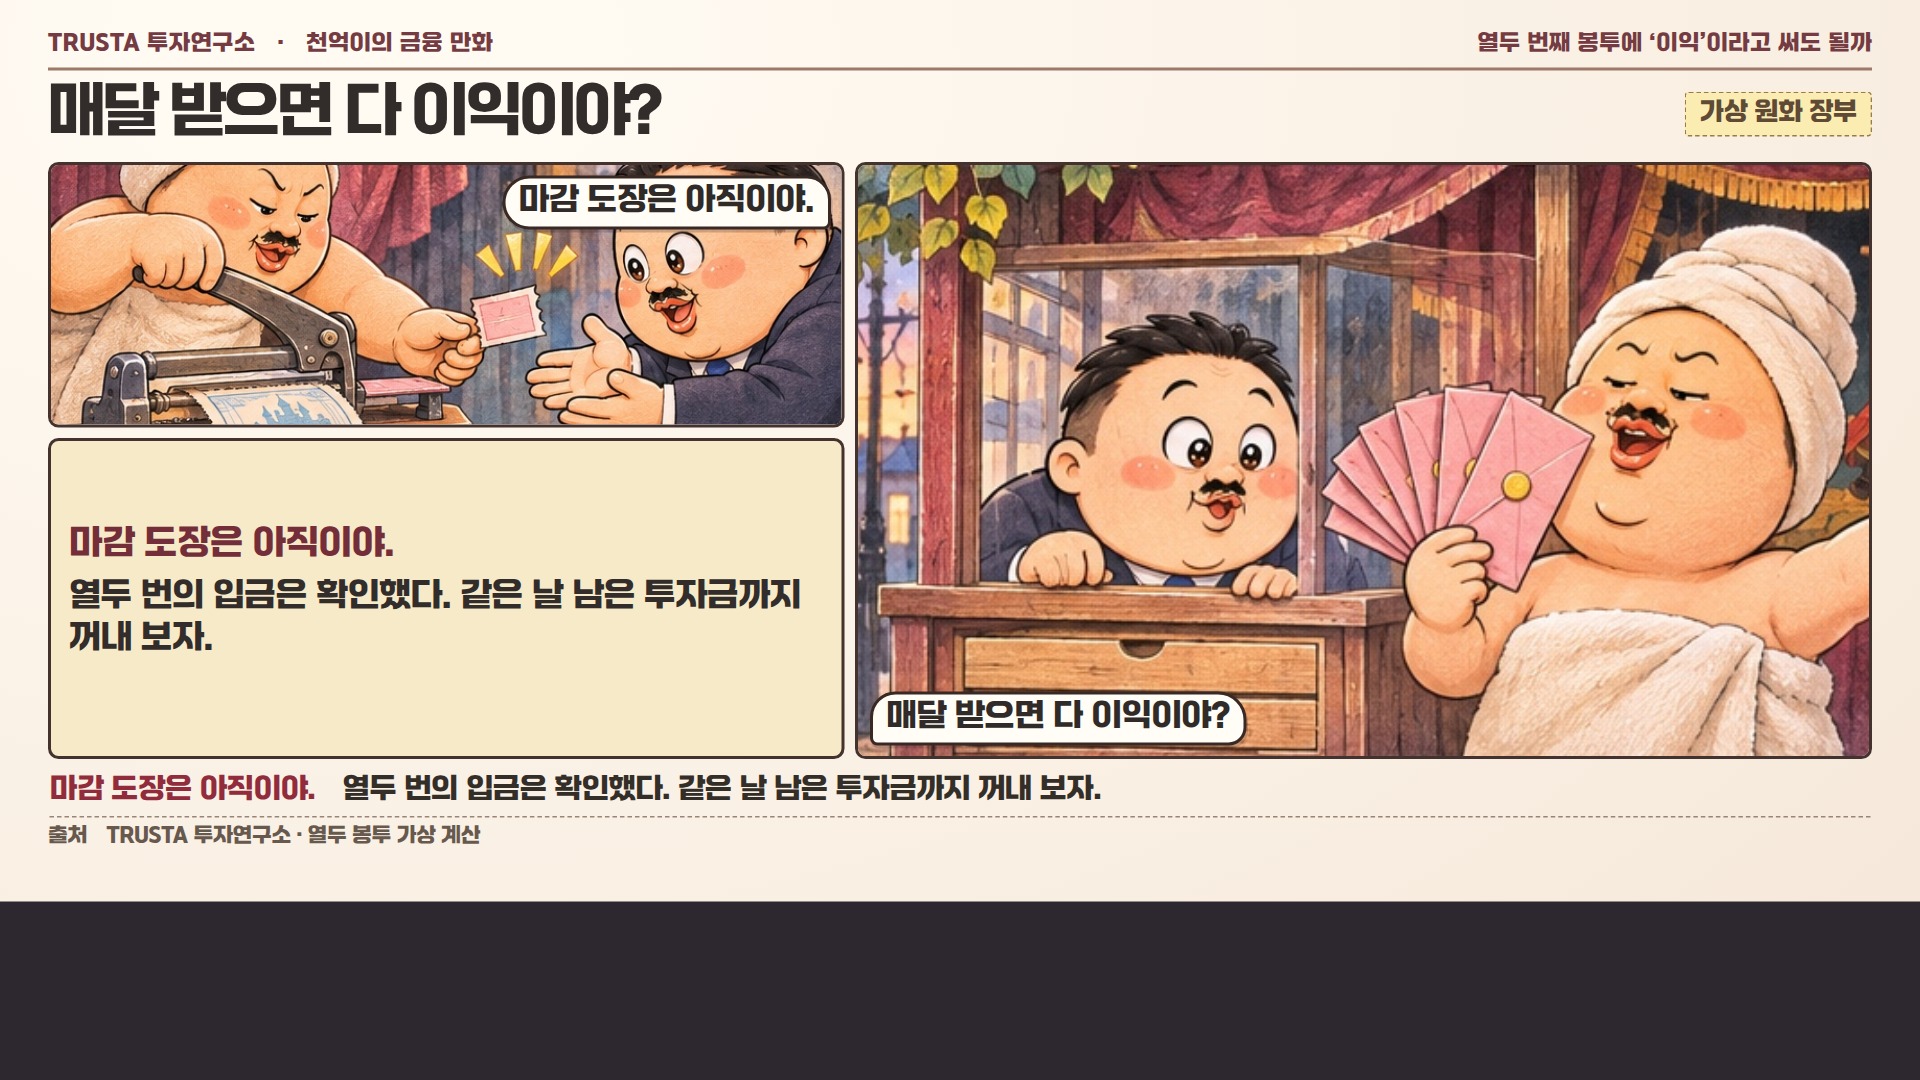 TRUSTA 투자연구소 · 천억이의 금융 만화
열두 번째 봉투에 ‘이익’이라고 써도 될까
매달 받으면 다 이익이야?
가상 원화 장부
마감 도장은 아직이야.
마감 도장은 아직이야.
열두 번의 입금은 확인했다. 같은 날 남은 투자금까지
꺼내 보자.
매달 받으면 다 이익이야?
마감 도장은 아직이야. 열두 번의 입금은 확인했다. 같은 날 남은 투자금까지 꺼내 보자.
출처 TRUSTA 투자연구소 · 열두 봉투 가상 계산